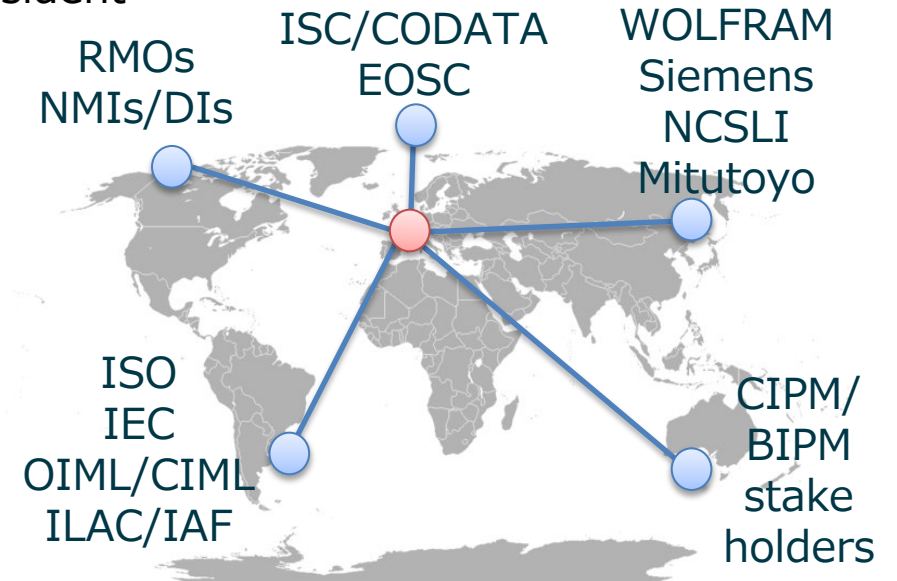 ISC/CODATA
EOSC
RMOs
NMIs/DIs
WOLFRAM
Siemens
NCSLI
Mitutoyo
ISO
IEC
OIML/CIML
ILAC/IAF
CIPM/
BIPM
stake
holders